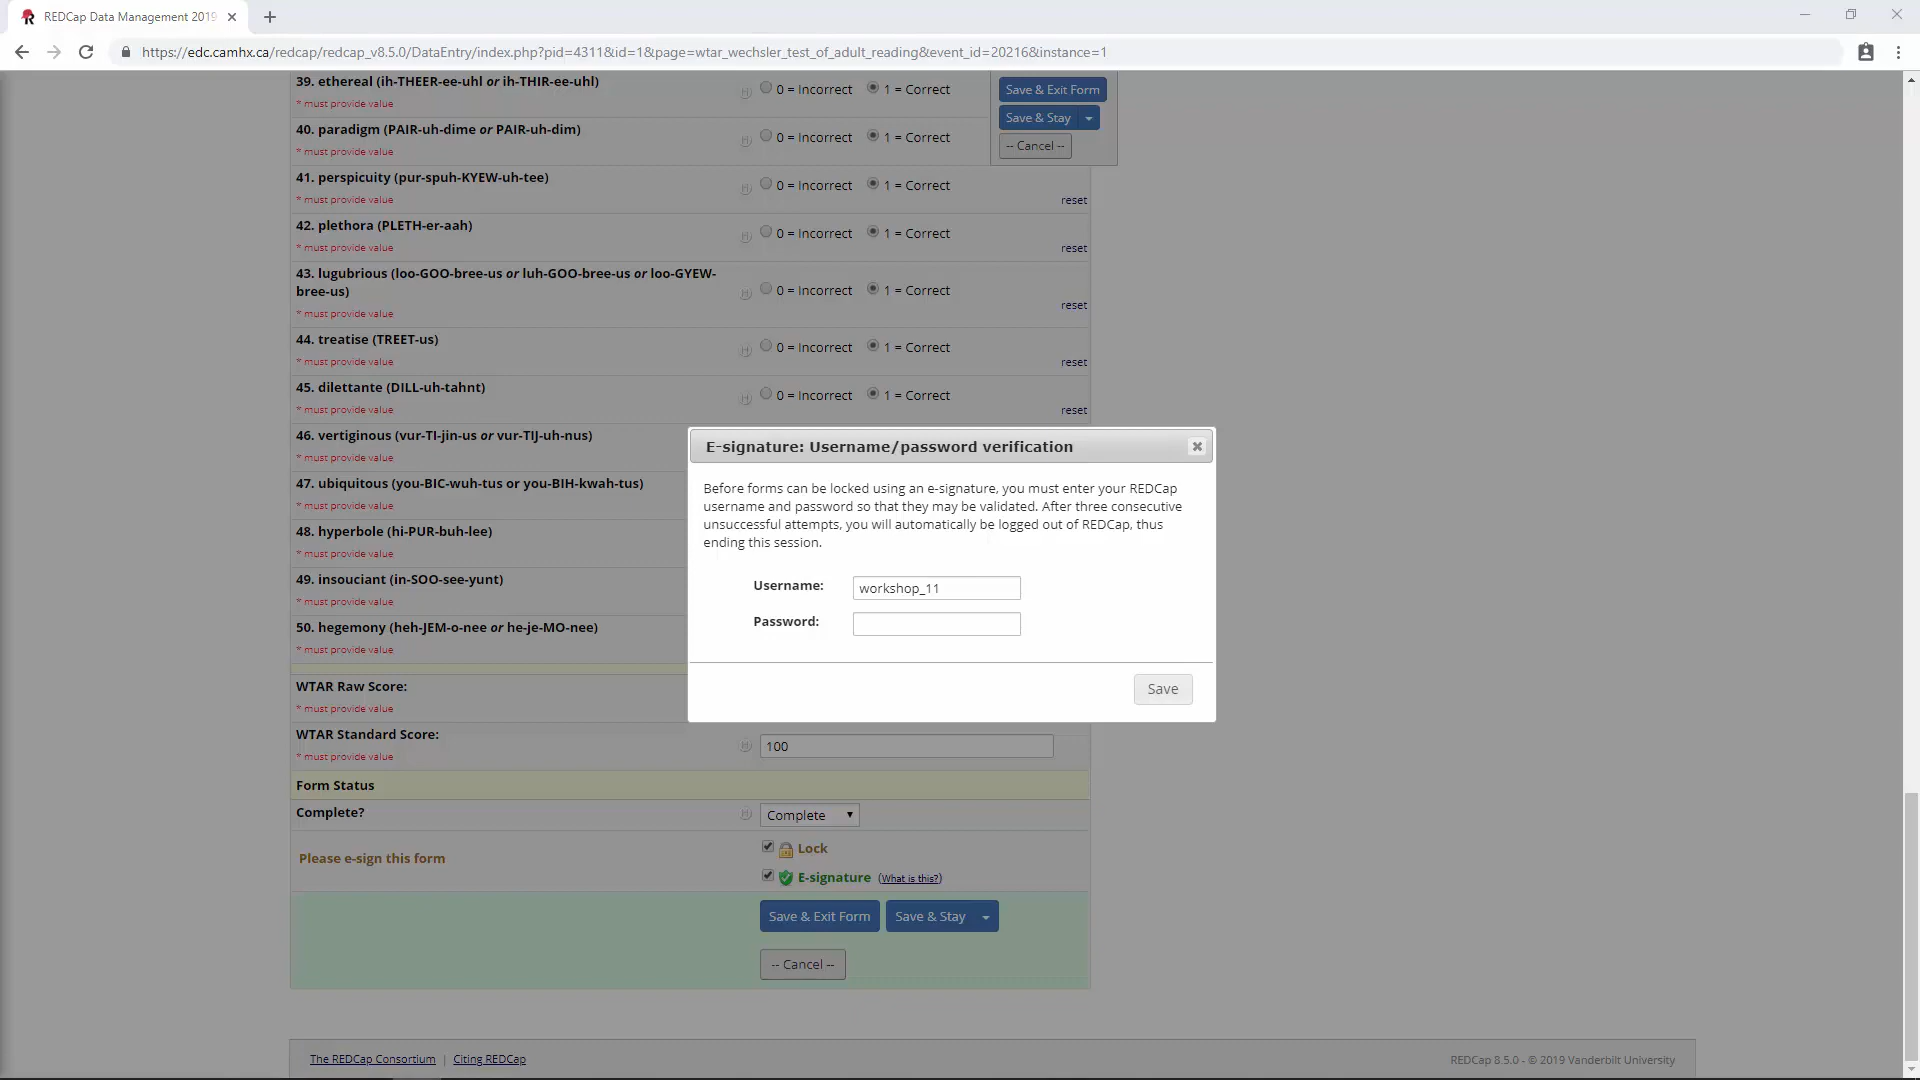 REDCap Data Management 2019
https://edc.camhx.ca/redcap/redcap_v8.5.0/DataEntry/index.php?pid=4311&id=1&page=wtar_wechsler_test_of_adult_reading&event_id=20216&instance=1
39. ethereal (ih-THEER-ee-uhl or ih-THIR-ee-uhl)
* must provide value
0 = Incorrect 1 = Correct
Save & Exit Form
Save & Stay
-- Cancel --
40. paradigm (PAIR-uh-dime or PAIR-uh-dim)
* must provide value
0 = Incorrect 1 = Correct
41. perspicuity (pur-spuh-KYEW-uh-tee)
* must provide value
0 = Incorrect 1 = Correct
reset
42. plethora (PLETH-er-aah)
* must provide value
0 = Incorrect 1 = Correct
reset
43. lugubrious (loo-GOO-bree-us or luh-GOO-bree-us or loo-GYEW-
bree-us)
* must provide value
0 = Incorrect 1 = Correct
reset
44. treatise (TREET-us)
* must provide value
0 = Incorrect 1 = Correct
reset
45. dilettante (DILL-uh-tahnt)
* must provide value
0 = Incorrect 1 = Correct
reset
46. vertiginous (vur-TI-jin-us or vur-TIJ-uh-nus)
* must provide value
47. ubiquitous (you-BIC-wuh-tus or you-BIH-kwah-tus)
* must provide value
48. hyperbole (hi-PUR-buh-lee)
* must provide value
49. insouciant (in-SOO-see-yunt)
* must provide value
50. hegemony (heh-JEM-o-nee or he-je-MO-nee)
* must provide value
E-signature: Username/password verification
Before forms can be locked using an e-signature, you must enter your REDCap
username and password so that they may be validated. After three consecutive
unsuccessful attempts, you will automatically be logged out of REDCap, thus
ending this session.
Username: workshop_11
Password:
Save
WTAR Raw Score:
* must provide value
WTAR Standard Score:
* must provide value
100
Form Status
Complete? Complete
Please e-sign this form
Lock
E-signature (What is this?)
Save & Exit Form Save & Stay
-- Cancel --
The REDCap Consortium | Citing REDCap
REDCap 8.5.0 - © 2019 Vanderbilt University